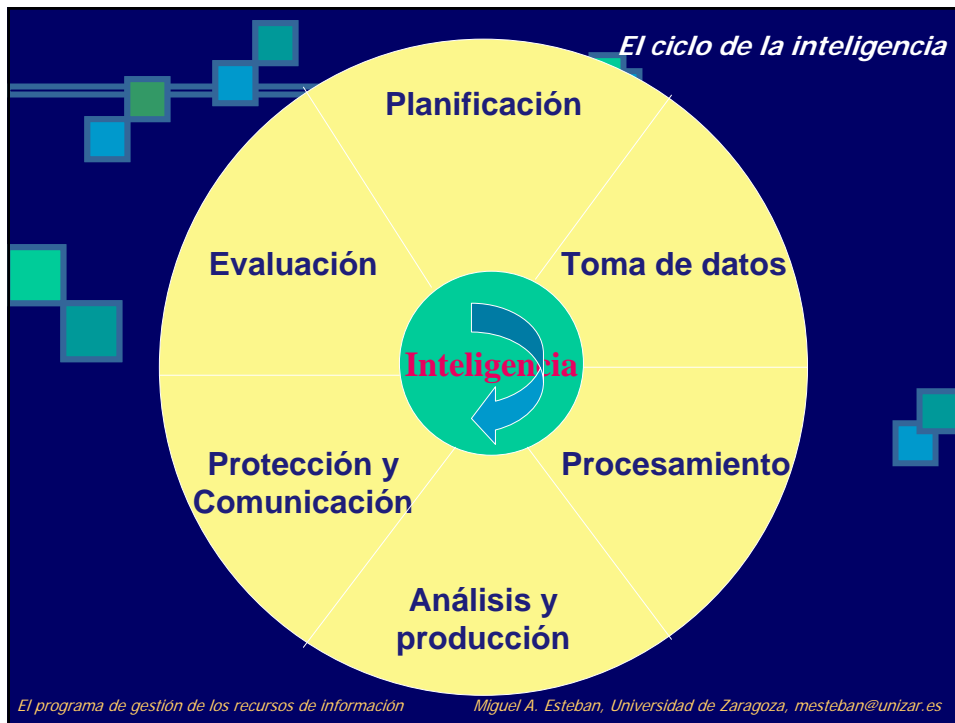 El ciclo de la inteligencia
Planificación
Evaluación
Toma de datos
Inteligencia
Protección y
Comunicación
Procesamiento
Análisis y
producción
El programa de gestión de los recursos de información
Miguel A. Esteban, Universidad de Zaragoza, mesteban@unizar.es